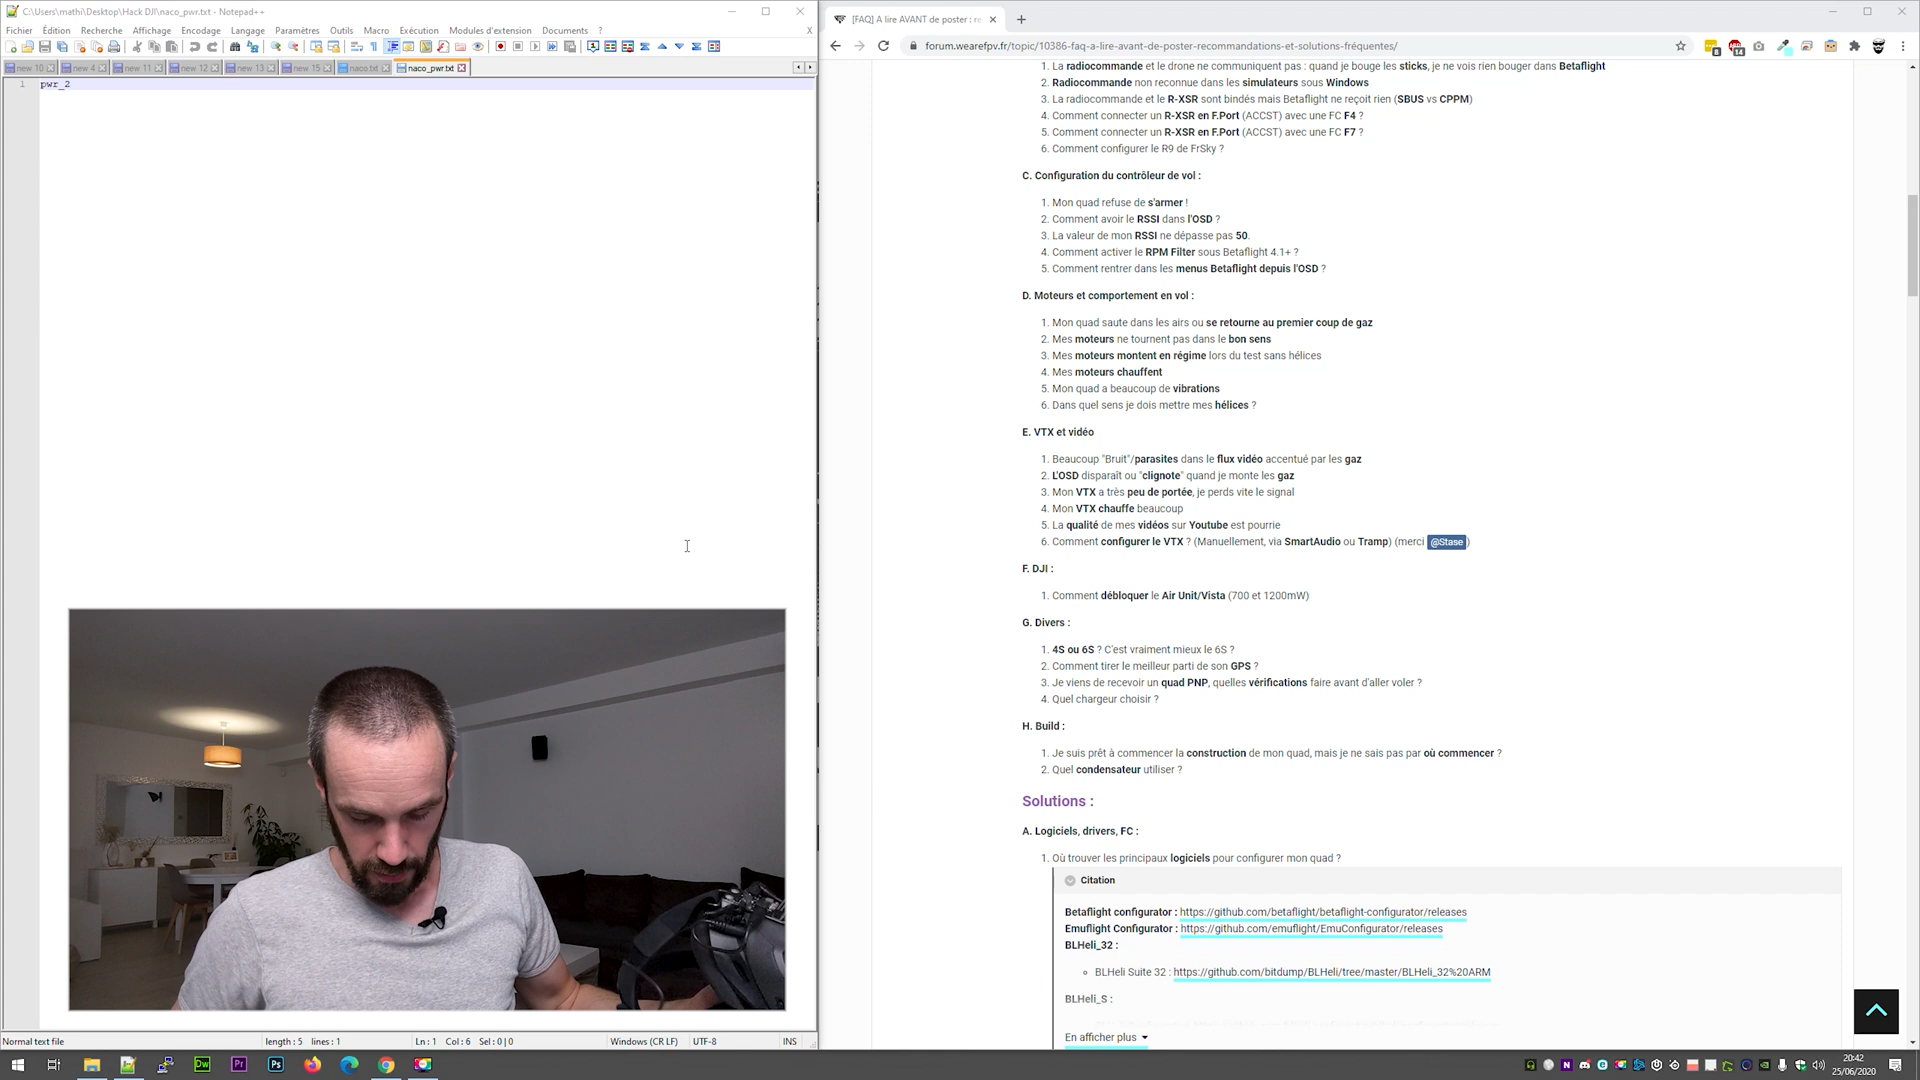 C:\Users\mathi\Desktop\Hack DJI\naco_pwr.txt - Notepad++
Fichier Édition Recherche Affichage Encodage Langage Paramètres Outils Macro Exécution Modules d'extension Documents ? X
new 10 new 4 new 11 new 12 new 13 new 15 naco.txt naco_pwr.txt
1 pwr_2
Normal text file length : 5 lines : 1 Ln : 1 Col : 6 Sel : 0 | 0 Windows (CR LF) UTF-8 INS
[FAQ] A lire AVANT de poster : re
forum.wearefpv.fr/topic/10386-faq-a-lire-avant-de-poster-recommandations-et-solutions-fréquentes/
1. La radiocommande et le drone ne communiquent pas : quand je bouge les sticks, je ne vois rien bouger dans Betaflight
2. Radiocommande non reconnue dans les simulateurs sous Windows
3. La radiocommande et le R-XSR sont bindés mais Betaflight ne reçoit rien (SBUS vs CPPM)
4. Comment connecter un R-XSR en F.Port (ACCST) avec une FC F4 ?
5. Comment connecter un R-XSR en F.Port (ACCST) avec une FC F7 ?
6. Comment configurer le R9 de FrSky ?
C. Configuration du contrôleur de vol :
1. Mon quad refuse de s'armer !
2. Comment avoir le RSSI dans l'OSD ?
3. La valeur de mon RSSI ne dépasse pas 50.
4. Comment activer le RPM Filter sous Betaflight 4.1+ ?
5. Comment rentrer dans les menus Betaflight depuis l'OSD ?
D. Moteurs et comportement en vol :
1. Mon quad saute dans les airs ou se retourne au premier coup de gaz
2. Mes moteurs ne tournent pas dans le bon sens
3. Mes moteurs montent en régime lors du test sans hélices
4. Mes moteurs chauffent
5. Mon quad a beaucoup de vibrations
6. Dans quel sens je dois mettre mes hélices ?
E. VTX et vidéo
1. Beaucoup "Bruit"/parasites dans le flux vidéo accentué par les gaz
2. L'OSD disparaît ou "clignote" quand je monte les gaz
3. Mon VTX a très peu de portée, je perds vite le signal
4. Mon VTX chauffe beaucoup
5. La qualité de mes vidéos sur Youtube est pourrie
6. Comment configurer le VTX ? (Manuellement, via SmartAudio ou Tramp) (merci @Stase )
F. DJI :
1. Comment débloquer le Air Unit/Vista (700 et 1200mW)
G. Divers :
1. 4S ou 6S ? C'est vraiment mieux le 6S ?
2. Comment tirer le meilleur parti de son GPS ?
3. Je viens de recevoir un quad PNP, quelles vérifications faire avant d'aller voler ?
4. Quel chargeur choisir ?
H. Build :
1. Je suis prêt à commencer la construction de mon quad, mais je ne sais pas par où commencer ?
2. Quel condensateur utiliser ?
Solutions :
A. Logiciels, drivers, FC :
1. Où trouver les principaux logiciels pour configurer mon quad ?
Citation
Betaflight configurator : https://github.com/betaflight/betaflight-configurator/releases
Emuflight Configurator : https://github.com/emuflight/EmuConfigurator/releases
BLHeli_32 :
BLHeli Suite 32 : https://github.com/bitdump/BLHeli/tree/master/BLHeli_32%20ARM
BLHeli_S :
En afficher plus
Dw Pr Ps
20:42
25/06/2020